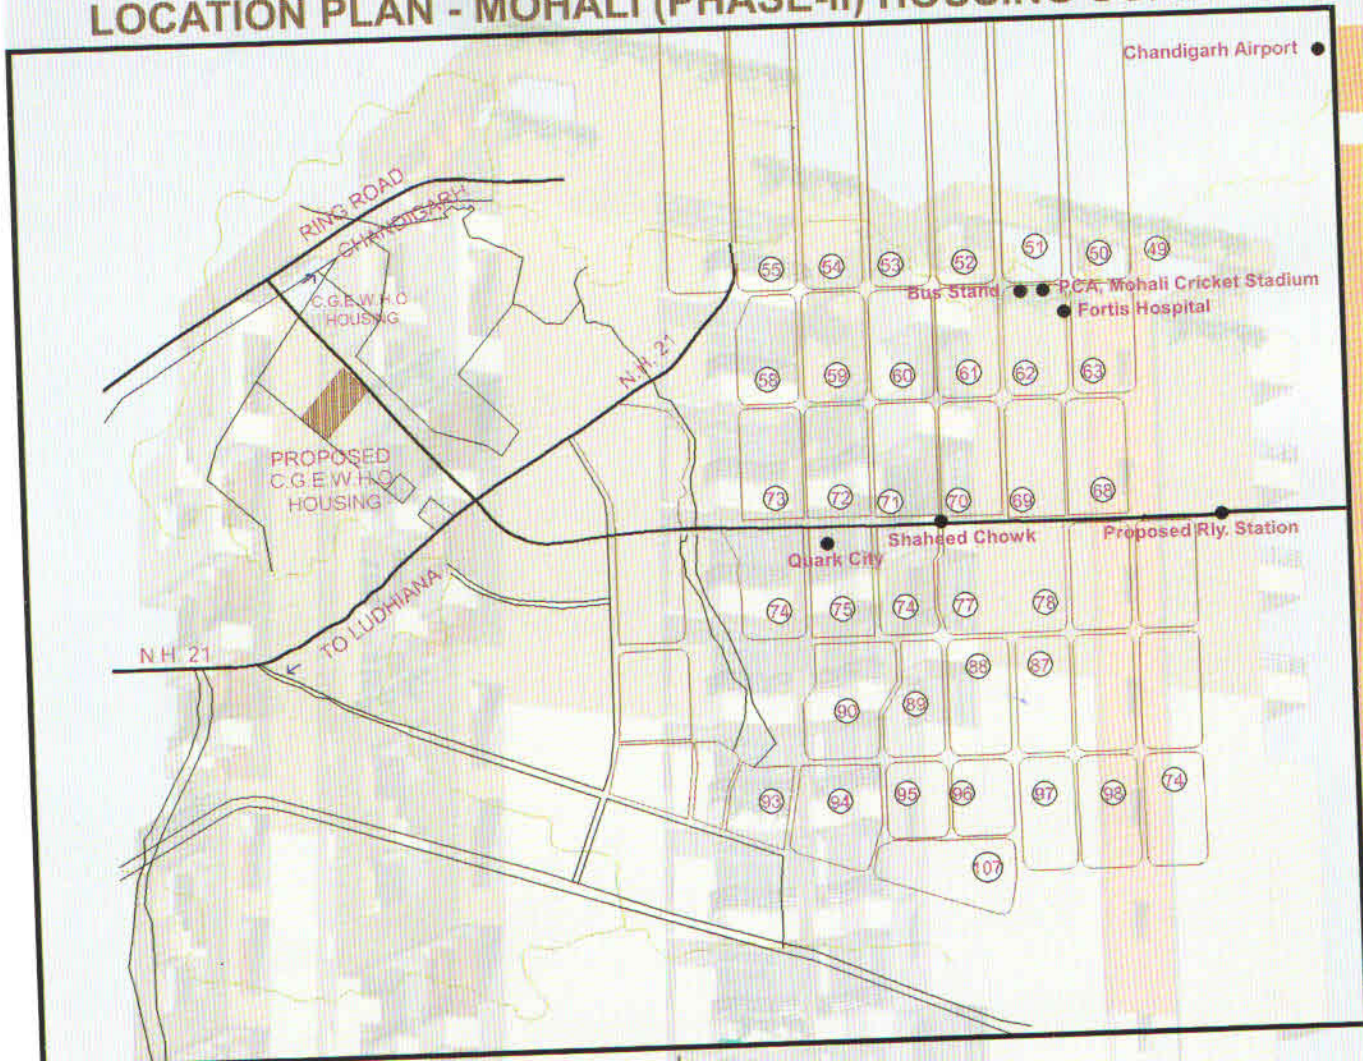 LOCATION PLAN - MOHALI (PHASE-II) HOUSING
Chandigarh Airport
RING ROAD
CHANDIGARH
C.G.E.W.H.O
HOUSING
N.H. 21
55
54
53
52
51
50
49
Bus Stand
PCA, Mohali Cricket Stadium
Fortis Hospital
58
59
60
61
62
63
PROPOSED
C.G.E.W.H.O
HOUSING
73
72
71
70
69
68
Shaheed Chowk
Proposed Rly. Station
Quark City
74
75
74
77
78
TO LUDHIANA
N.H. 21
88
87
90
89
93
94
95
96
97
98
74
107